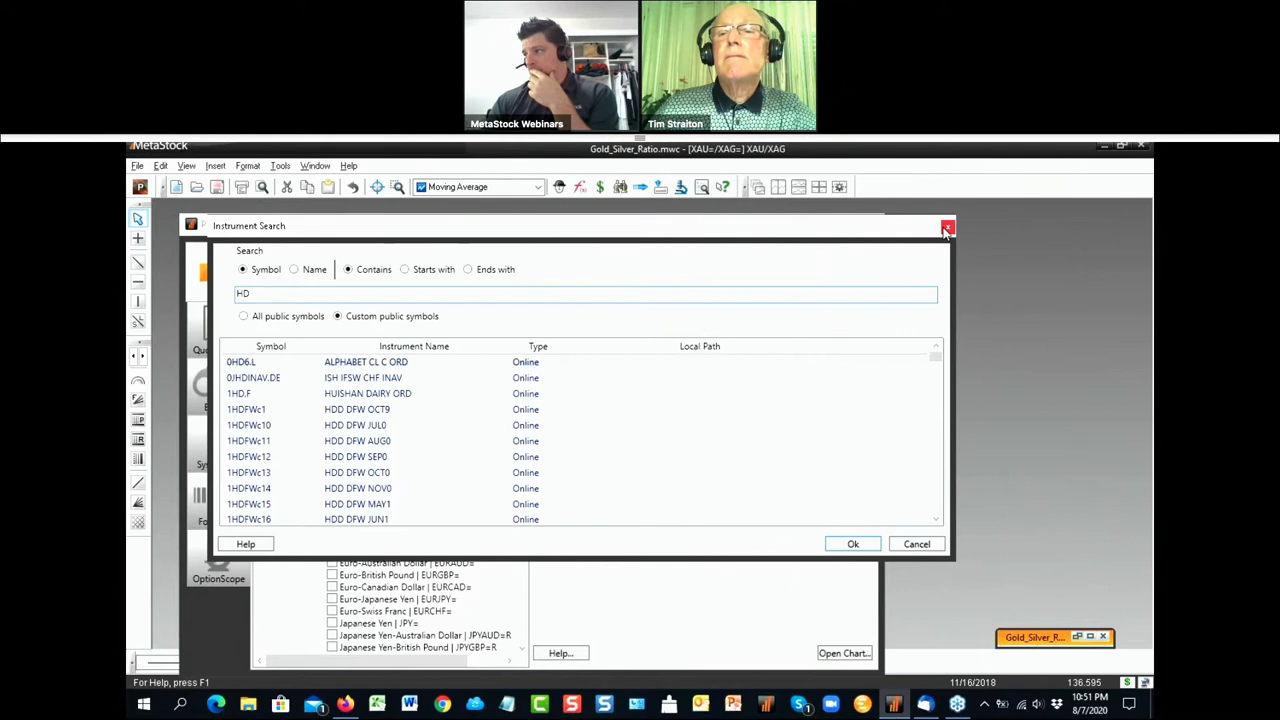 MetaStock Webinars
Tim Straiton
MetaStock
Gold_Silver_Ratio.mwc - [XAU=/XAG=] XAU/XAG
File Edit View Insert Format Tools Window Help
Moving Average
Instrument Search
Search
Symbol Name Contains Starts with Ends with
HD
All public symbols Custom public symbols
Symbol Instrument Name Type Local Path
0HD6.L ALPHABET CL C ORD Online
0JHDINAV.DE ISH IFSW CHF INAV Online
1HD.F HUISHAN DAIRY ORD Online
1HDFWc1 HDD DFW OCT9 Online
1HDFWc10 HDD DFW JUL0 Online
1HDFWc11 HDD DFW AUG0 Online
1HDFWc12 HDD DFW SEP0 Online
1HDFWc13 HDD DFW OCT0 Online
1HDFWc14 HDD DFW NOV0 Online
1HDFWc15 HDD DFW MAY1 Online
1HDFWc16 HDD DFW JUN1 Online
Help Ok Cancel
OptionScope
Euro-Australian Dollar | EURAUD=
Euro-British Pound | EURGBP=
Euro-Canadian Dollar | EURCAD=
Euro-Japanese Yen | EURJPY=
Euro-Swiss Franc | EURCHF=
Japanese Yen | JPY=
Japanese Yen-Australian Dollar | JPYAUD=R
Japanese Yen-British Pound | JPYGBP=R
Help... Open Chart...
Gold_Silver_R...
For Help, press F1 11/16/2018 136.595
10:51 PM
8/7/2020